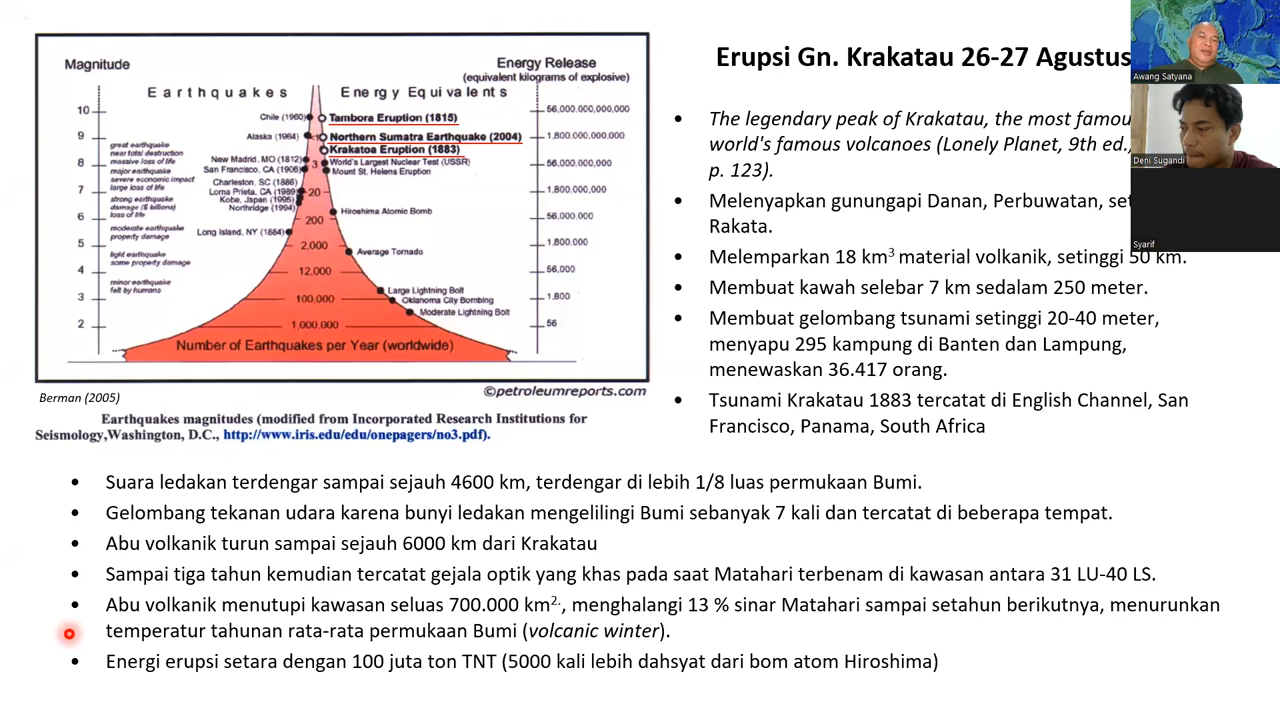 Magnitude
Energy Release
(equivalent kilograms of explosive)
Earthquakes
Energy Equivalents
10
Chile (1960)
Tambora Eruption (1815)
56,000,000,000,000
9
Alaska (1964)
Northern Sumatra Earthquake (2004)
1,800,000,000,000
Krakatoa Eruption (1883)
great earthquake
near total destruction
massive loss of life
8
New Madrid, MO (1812)
3
World's Largest Nuclear Test (USSR)
56,000,000,000
San Francisco, CA (1906)
Mount St. Helens Eruption
major earthquake
severe economic impact
large loss of life
7
Charleston, SC (1886)
Loma Prieta, CA (1989)
20
1,800,000,000
Kobe, Japan (1995)
Northridge (1994)
strong earthquake
damage ($ billions)
loss of life
6
200
Hiroshima Atomic Bomb
56,000,000
moderate earthquake
property damage
Long Island, NY (1884)
5
2,000
Average Tornado
1,800,000
light earthquake
some property damage
4
12,000
56,000
minor earthquake
felt by humans
3
100,000
Large Lightning Bolt
Oklahoma City Bombing
1,800
Moderate Lightning Bolt
2
1,000,000
56
Number of Earthquakes per Year (worldwide)
©petroleumreports.com
Berman (2005)
Earthquakes magnitudes (modified from Incorporated Research Institutions for
Seismology,Washington, D.C., http://www.iris.edu/edu/onepagers/no3.pdf).
Erupsi Gn. Krakatau 26-27 Agustus
• The legendary peak of Krakatau, the most famou
world's famous volcanoes (Lonely Planet, 9th ed.,
p. 123).
• Melenyapkan gunungapi Danan, Perbuwatan, set
Rakata.
• Melemparkan 18 km³ material volkanik, setinggi 50 km.
• Membuat kawah selebar 7 km sedalam 250 meter.
• Membuat gelombang tsunami setinggi 20-40 meter,
menyapu 295 kampung di Banten dan Lampung,
menewaskan 36.417 orang.
• Tsunami Krakatau 1883 tercatat di English Channel, San
Francisco, Panama, South Africa
• Suara ledakan terdengar sampai sejauh 4600 km, terdengar di lebih 1/8 luas permukaan Bumi.
• Gelombang tekanan udara karena bunyi ledakan mengelilingi Bumi sebanyak 7 kali dan tercatat di beberapa tempat.
• Abu volkanik turun sampai sejauh 6000 km dari Krakatau
• Sampai tiga tahun kemudian tercatat gejala optik yang khas pada saat Matahari terbenam di kawasan antara 31 LU-40 LS.
• Abu volkanik menutupi kawasan seluas 700.000 km²·, menghalangi 13 % sinar Matahari sampai setahun berikutnya, menurunkan
temperatur tahunan rata-rata permukaan Bumi (volcanic winter).
• Energi erupsi setara dengan 100 juta ton TNT (5000 kali lebih dahsyat dari bom atom Hiroshima)
Awang Satyana
Deni Sugandi
Syarif